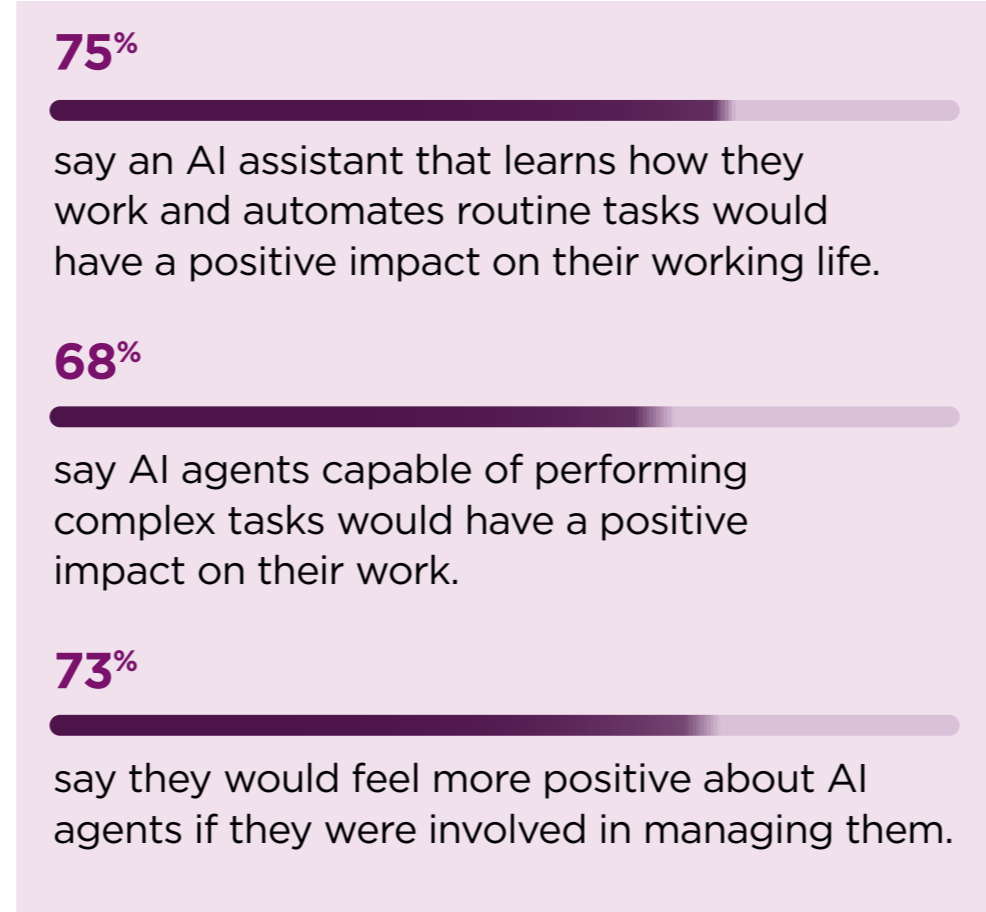 75%
say an AI assistant that learns how they
work and automates routine tasks would
have a positive impact on their working life.
68%
say AI agents capable of performing
complex tasks would have a positive
impact on their work.
73%
say they would feel more positive about AI
agents if they were involved in managing them.